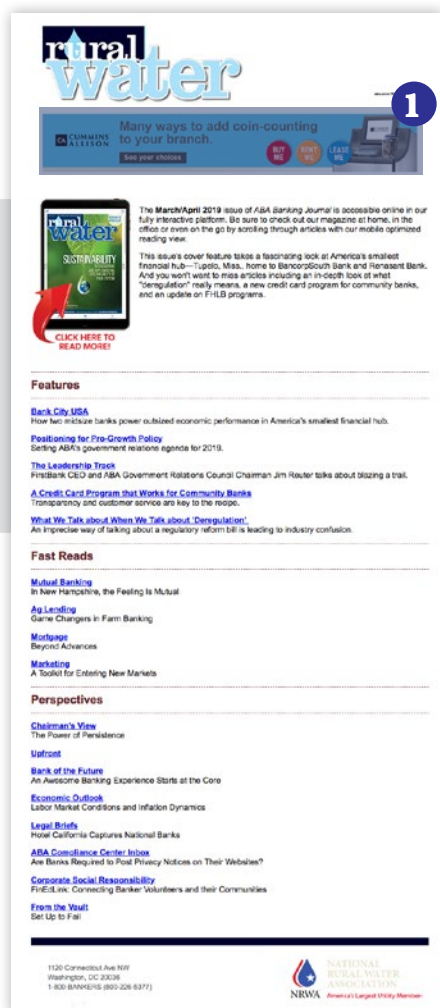 rural
water
1
CA CUMMINS
ALLISON
Many ways to add coin-counting
to your branch.
See your choices
BUY
ME
RENT
ME
LEASE
ME
rural
water
SUSTAINABILITY
CLICK HERE TO
READ MORE!
The March/April 2019 issue of ABA Banking Journal is accessible online in our
fully interactive platform. Be sure to check out our magazine at home, in the
office or even on the go by scrolling through articles with our mobile optimized
reading view.
This issue's cover feature takes a fascinating look at America's smallest
financial hub—Tupelo, Miss., home to BancorpSouth Bank and Renasant Bank.
And you won't want to miss articles including an in-depth look at what
"deregulation" really means, a new credit card program for community banks,
and an update on FHLB programs.
Features
Bank City USA
How two midsize banks power outsized economic performance in America's smallest financial hub.
Positioning for Pro-Growth Policy
Setting ABA's government relations agenda for 2019.
The Leadership Track
FirstBank CEO and ABA Government Relations Council Chairman Jim Reuter talks about blazing a trail.
A Credit Card Program that Works for Community Banks
Transparency and customer service are key to the recipe.
What We Talk about When We Talk about 'Deregulation'
An imprecise way of talking about a regulatory reform bill is leading to industry confusion.
Fast Reads
Mutual Banking
In New Hampshire, the Feeling Is Mutual
Ag Lending
Game Changers in Farm Banking
Mortgage
Beyond Advances
Marketing
A Toolkit for Entering New Markets
Perspectives
Chairman's View
The Power of Persistence
Upfront
Bank of the Future
An Awesome Banking Experience Starts at the Core
Economic Outlook
Labor Market Conditions and Inflation Dynamics
Legal Briefs
Hotel California Captures National Banks
ABA Compliance Center Inbox
Are Banks Required to Post Privacy Notices on Their Websites?
Corporate Social Responsibility
FinEdLink: Connecting Banker Volunteers and their Communities
From the Vault
Set Up to Fail
1120 Connecticut Ave NW
Washington, DC 20036
1-800 BANKERS (800-226-5377)
NRWA
NATIONAL
RURAL WATER
ASSOCIATION
America's Largest Utility Member